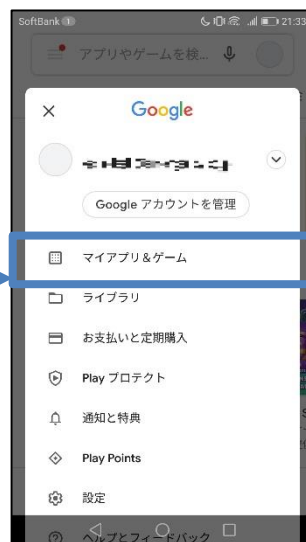 SoftBank 1 21:33
アプリやゲームを検...
Google
Google アカウントを管理
マイアプリ&ゲーム
ライブラリ
お支払いと定期購入
Play プロテクト
通知と特典
Play Points
設定
ヘルプとフィードバック